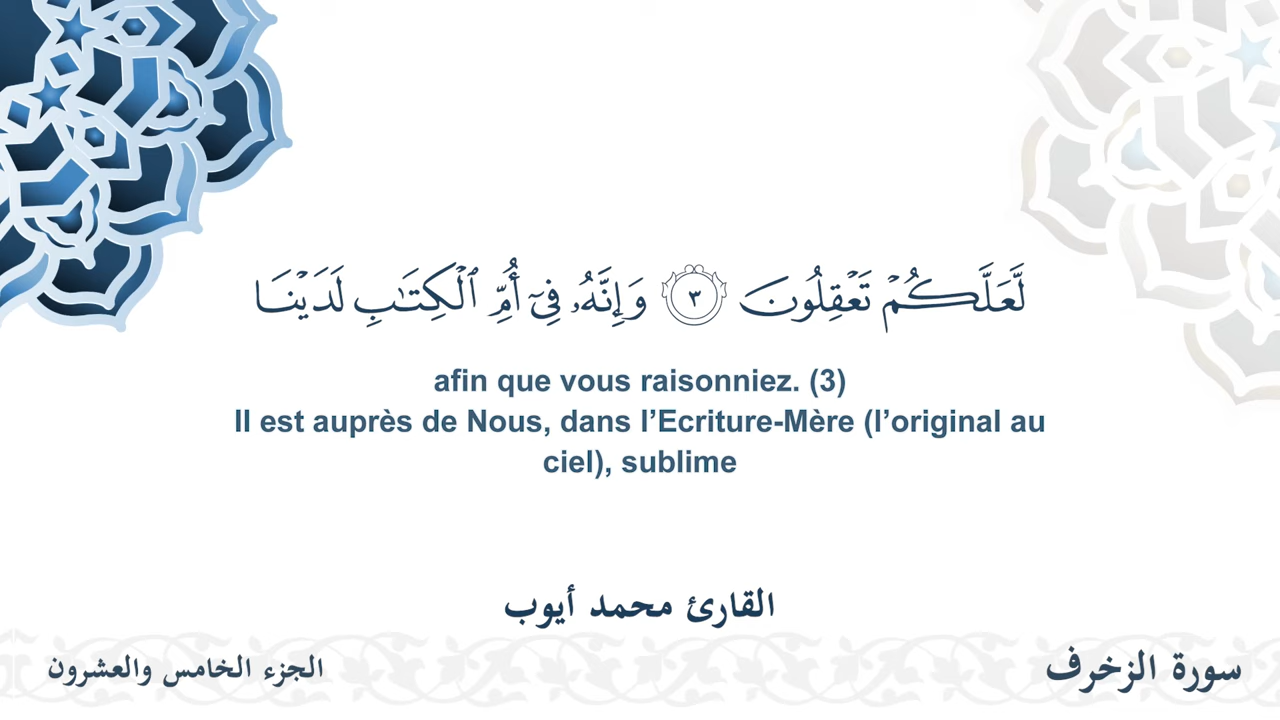 لَّعَلَّكُمْ تَعْقِلُونَ ٣ وَإِنَّهُۥ فِىٓ أُمِّ ٱلْكِتَـٰبِ لَدَيْنَا
afin que vous raisonniez. (3)
Il est auprès de Nous, dans l’Ecriture-Mère (l’original au
ciel), sublime
القارئ محمد أيوب
سورة الزخرف
الجزء الخامس والعشرون